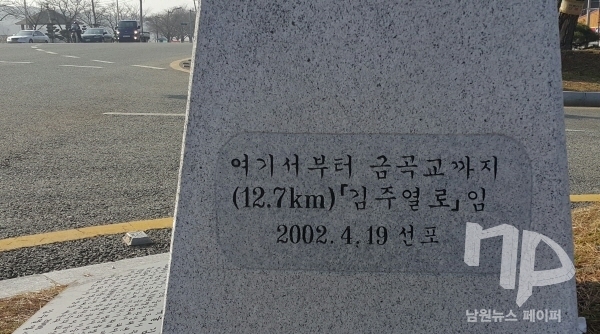 여기서부터 금곡교까지
(12.7km)「김주열로」임
2002. 4. 19 선포
np
남원뉴스 페이퍼